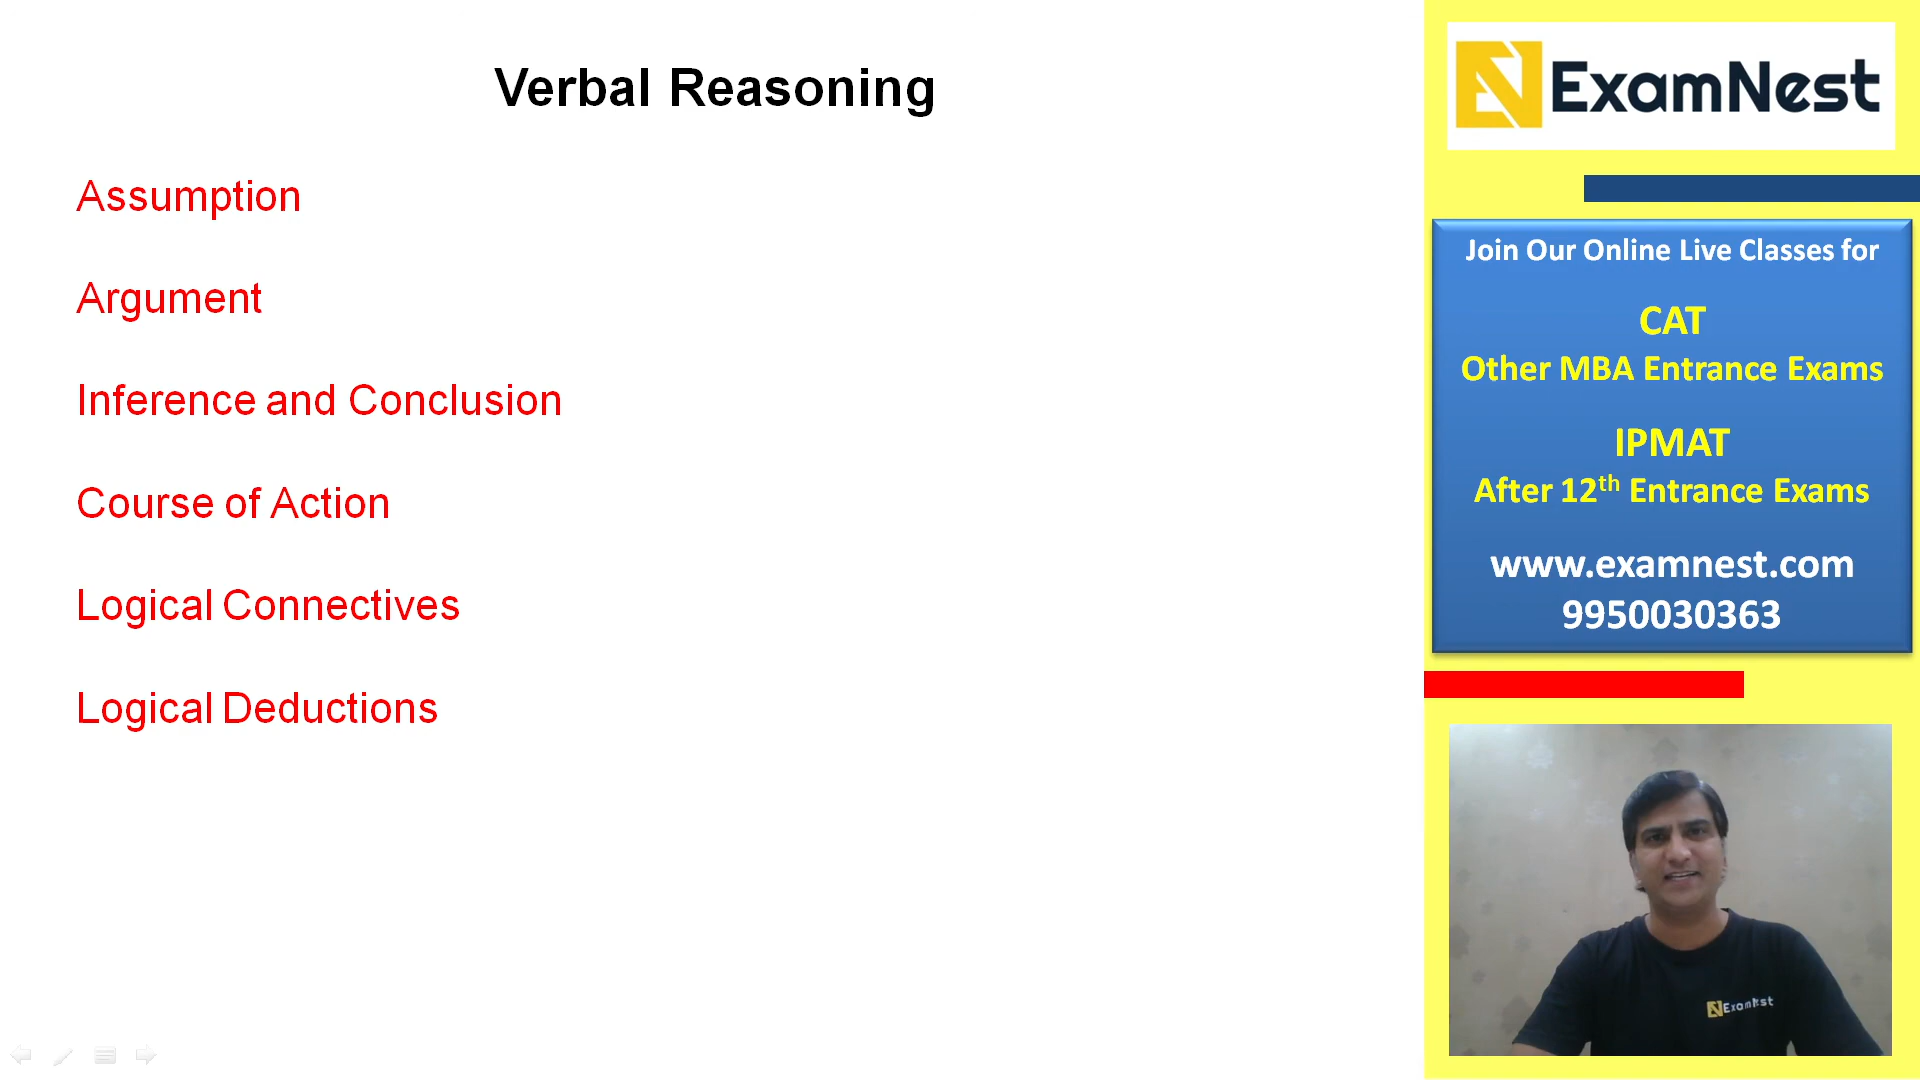 Verbal Reasoning
Assumption
Argument
Inference and Conclusion
Course of Action
Logical Connectives
Logical Deductions
ExamNest
Join Our Online Live Classes for
CAT
Other MBA Entrance Exams
IPMAT
After 12th Entrance Exams
www.examnest.com
9950030363
ExamNest